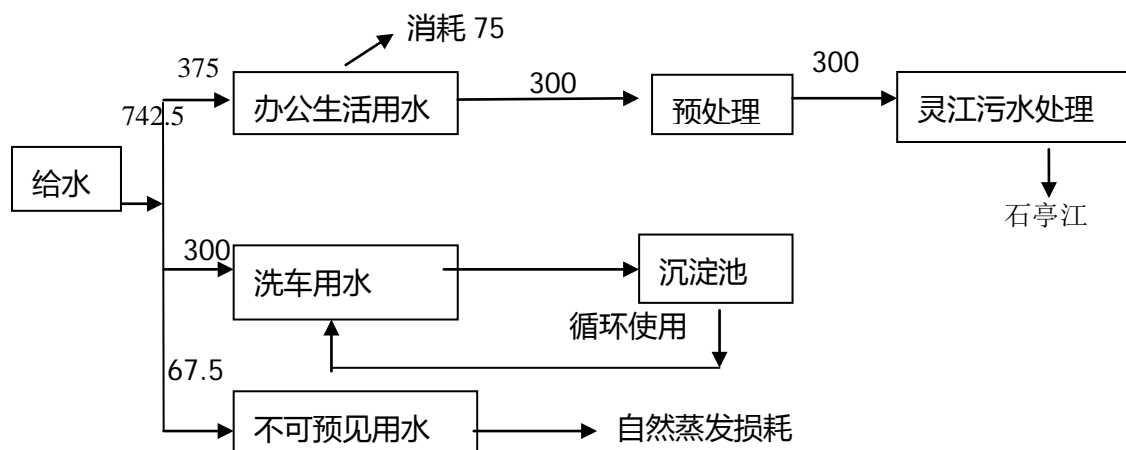 消耗 75
375
办公生活用水
300
预处理
300
灵江污水处理
742.5
给水
石亭江
300
洗车用水
沉淀池
循环使用
67.5
不可预见用水
自然蒸发损耗